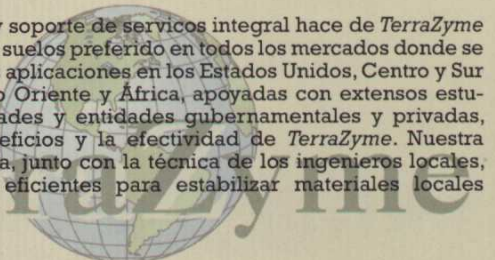 y soporte de servicos integral hace de TerraZyme
suelos preferido en todos los mercados donde se
aplicaciones en los Estados Unidos, Centro y Sur
Oriente y África, apoyadas con extensos estu-
ades y entidades gubernamentales y privadas,
eficios y la efectividad de TerraZyme. Nuestra
a, junto con la técnica de los ingenieros locales,
eficientes para estabilizar materiales locales
raZyme